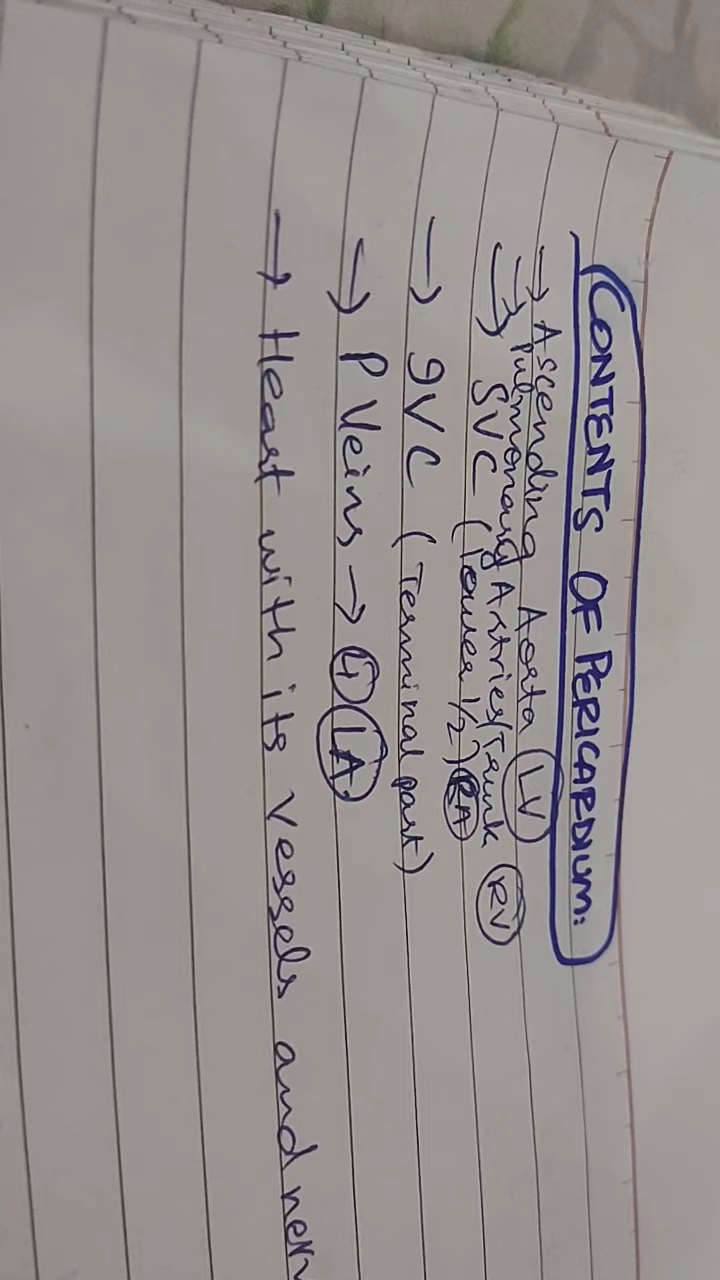 CONTENTS OF PERICARDIUM:
→ Ascending Aorta (LV)
→ Pulmonary Artries/Trunk (RV)
→ SVC (lower 1/2) (RA)
→ IVC (Terminal part)
→ P Veins → (4) (LA)
→ Heart with its vessels and nerv